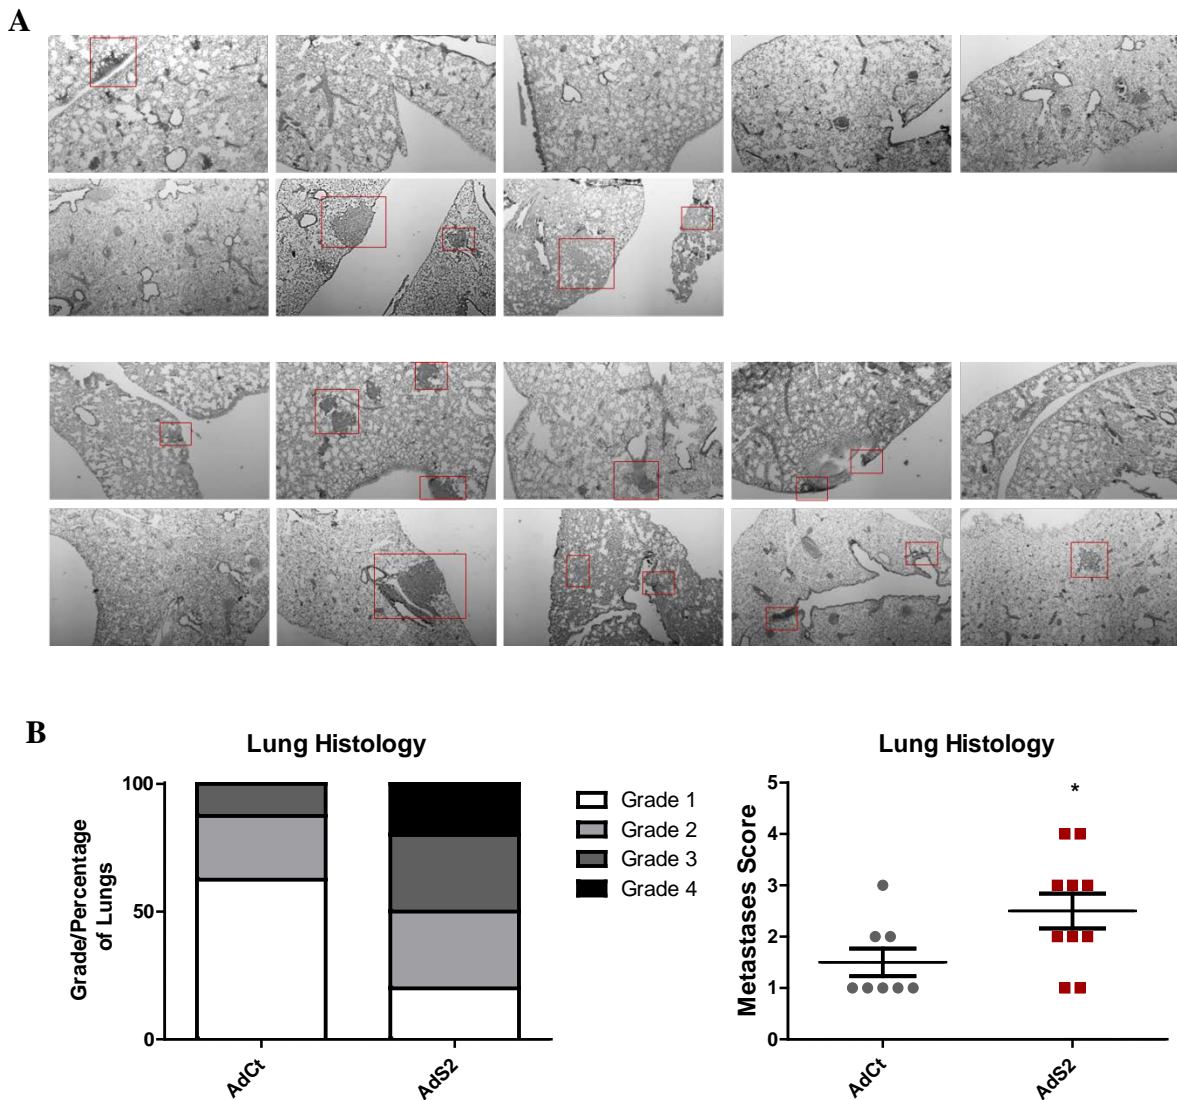 A
B
Lung Histology
100
50
0
Grade/Percentage
of Lungs
AdCt
AdS2
Grade 1
Grade 2
Grade 3
Grade 4
Lung Histology
5
4
3
2
1
0
Metastases Score
*
AdCt
AdS2